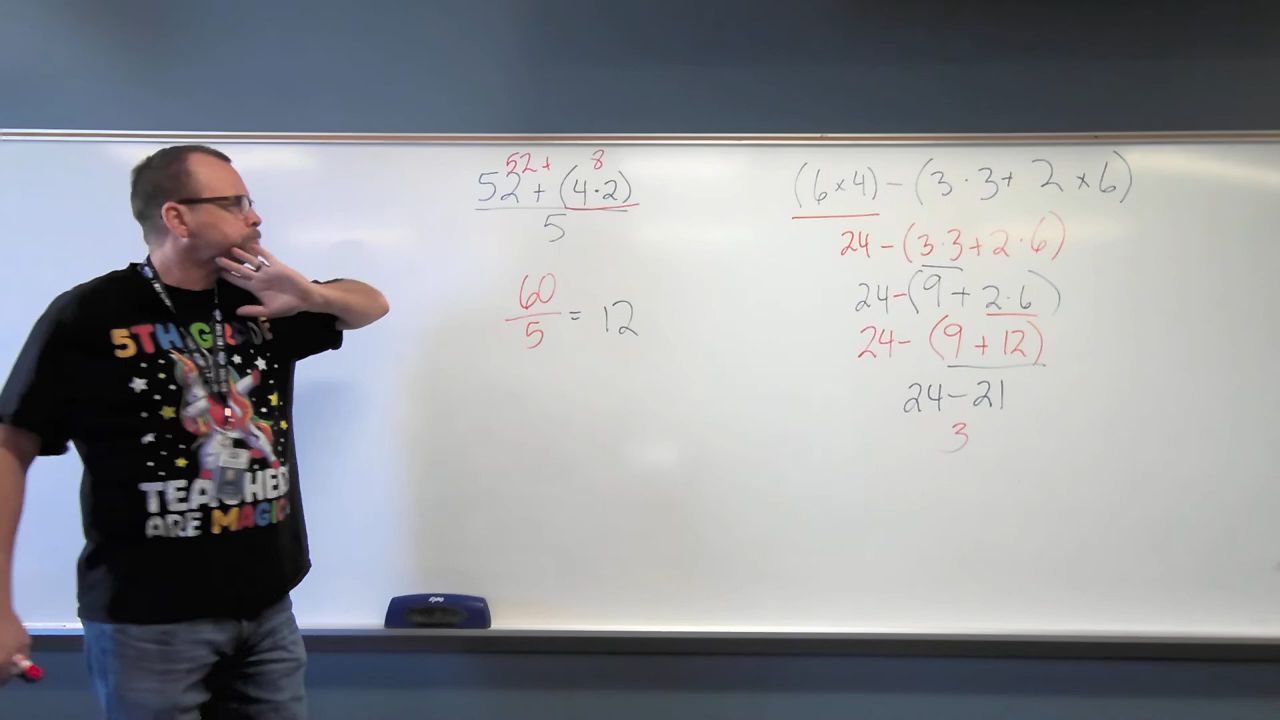 52 + 8
52 + (4·2)
5
60
5 = 12
(6×4) − (3·3+ 2×6)
24 − (3·3+2·6)
24−(9 + 2·6)
24− (9 + 12)
24−21
3
5TH GRADE
TEACHERS
ARE MAGIC